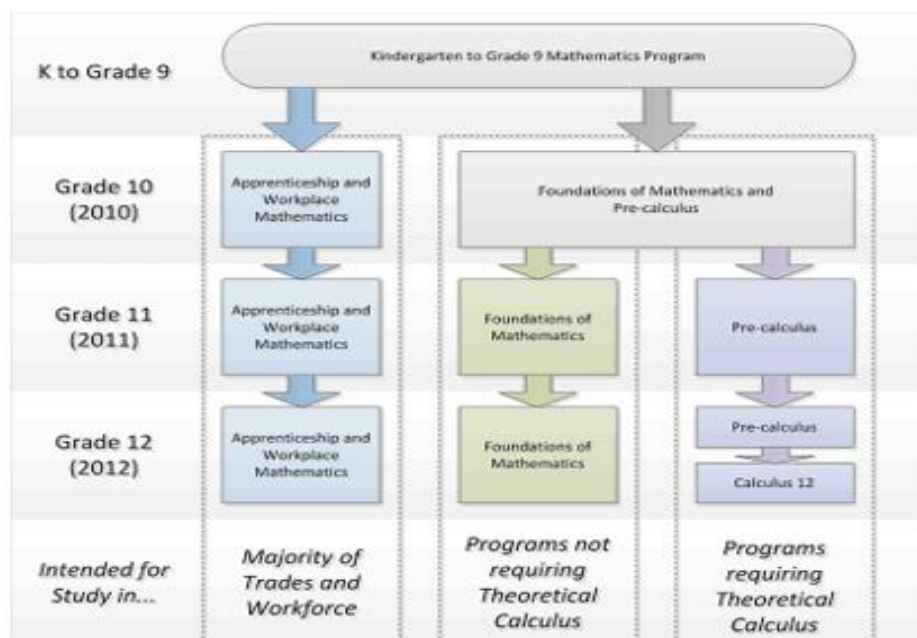 K to Grade 9
Kindergarten to Grade 9 Mathematics Program
Grade 10
(2010)
Apprenticeship and
Workplace
Mathematics
Foundations of Mathematics and
Pre-calculus
Grade 11
(2011)
Apprenticeship and
Workplace
Mathematics
Foundations of
Mathematics
Pre-calculus
Grade 12
(2012)
Apprenticeship and
Workplace
Mathematics
Foundations of
Mathematics
Pre-calculus
Calculus 12
Intended for
Study in...
Majority of
Trades and
Workforce
Programs not
requiring
Theoretical
Calculus
Programs
requiring
Theoretical
Calculus